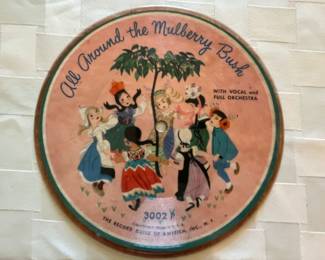 All Around the Mulberry Bush
WITH VOCAL and
FULL ORCHESTRA
3002 P
THE RECORD GUILD OF AMERICA, INC., N. Y.